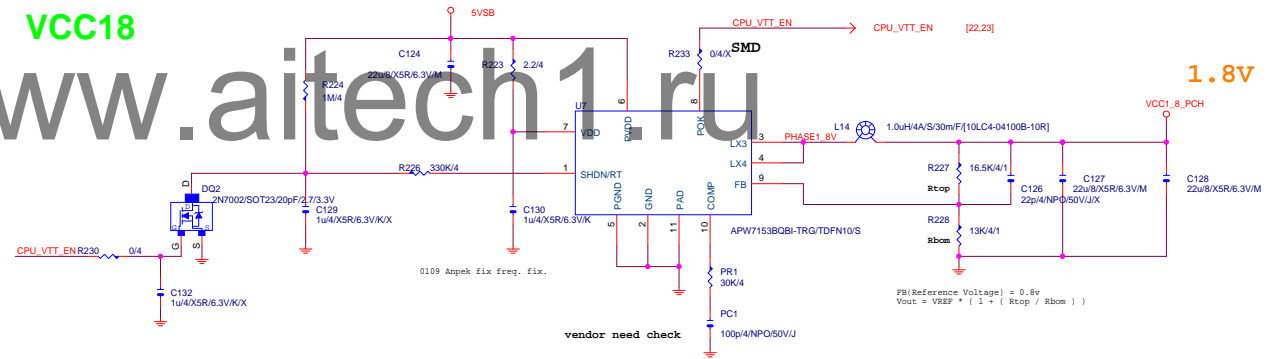 VCC18
5VSB
CPU_VTT_EN
CPU_VTT_EN
[22,23]
C124
22u/8/X5R/6.3V/M
R223
2.2/4
R233
0/4/X
SMD
1.8V
www.aitech1.ru
R224
1M/4
VCC1_8_PCH
U7
6
8
PVDD
POK
7
VDD
LX3
3
PHASE1_8V
L14
1.0uH/4A/S/30m/F/[10LC4-04100B-10R]
LX4
4
R226
330K/4
1
SHDN/RT
FB
9
R227
16.5K/4/1
Rtop
C126
22p/4/NPO/50V/J/X
C127
22u/8/X5R/6.3V/M
C128
22u/8/X5R/6.3V/M
D
DQ2
2N7002/SOT23/20pF/2.7/3.3V
D
G
S
G
S
C129
1u/4/X5R/6.3V/K/X
C130
1u/4/X5R/6.3V/K
PGND
GND
PAD
COMP
5
2
11
10
APW7153BQBI-TRG/TDFN10/S
R228
13K/4/1
Rbom
CPU_VTT_EN
R230
0/4
C132
1u/4/X5R/6.3V/K/X
0109 Anpek fix freq. fix.
PR1
30K/4
PC1
100p/4/NPO/50V/J
vendor need check
FB(Reference Voltage) = 0.8v
Vout = VREF * ( 1 + ( Rtop / Rbom ) )